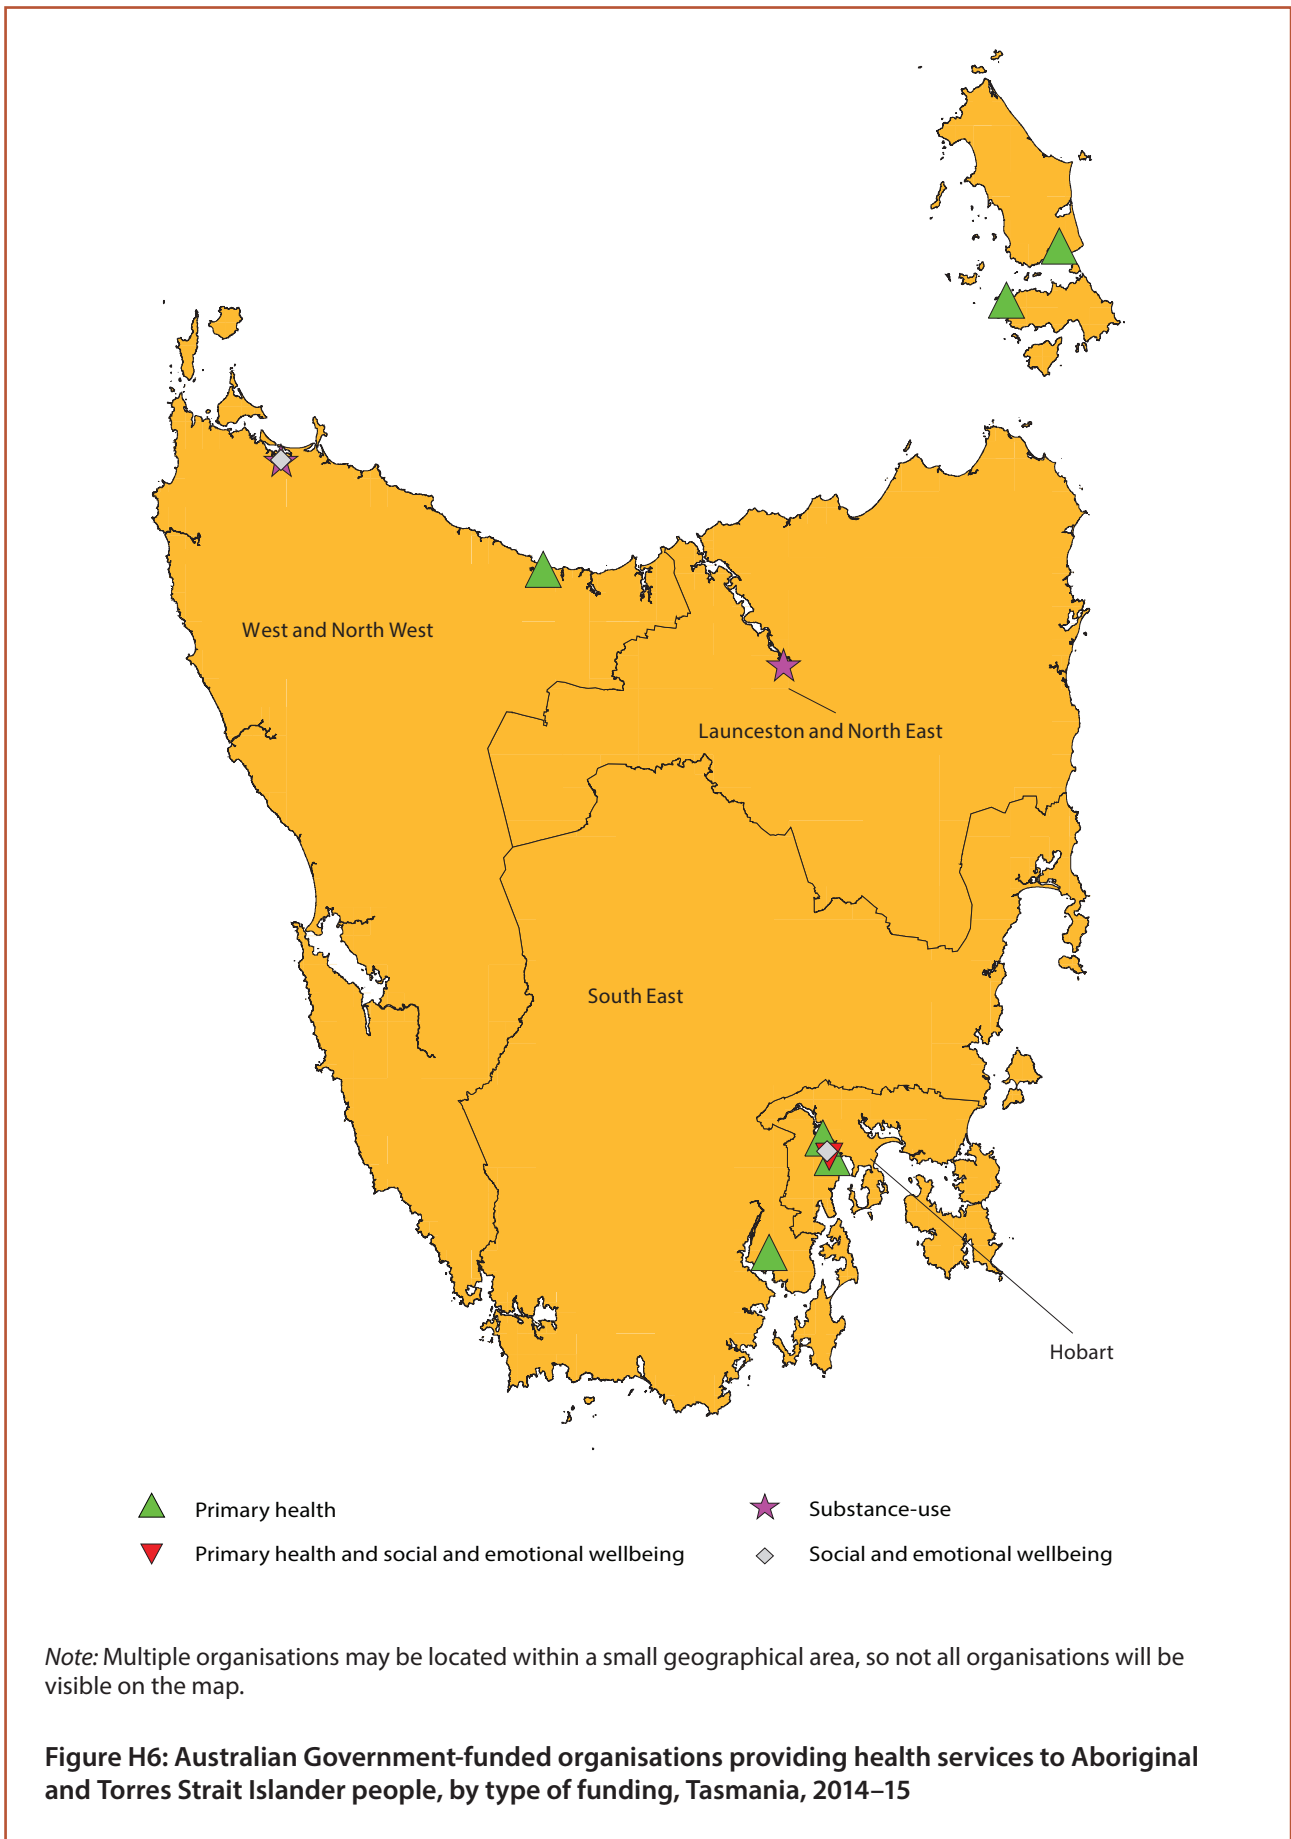 West and North West
Launceston and North East
South East
Hobart
Primary health
Substance-use
Primary health and social and emotional wellbeing
Social and emotional wellbeing
Note: Multiple organisations may be located within a small geographical area, so not all organisations will be
visible on the map.
Figure H6: Australian Government-funded organisations providing health services to Aboriginal
and Torres Strait Islander people, by type of funding, Tasmania, 2014–15